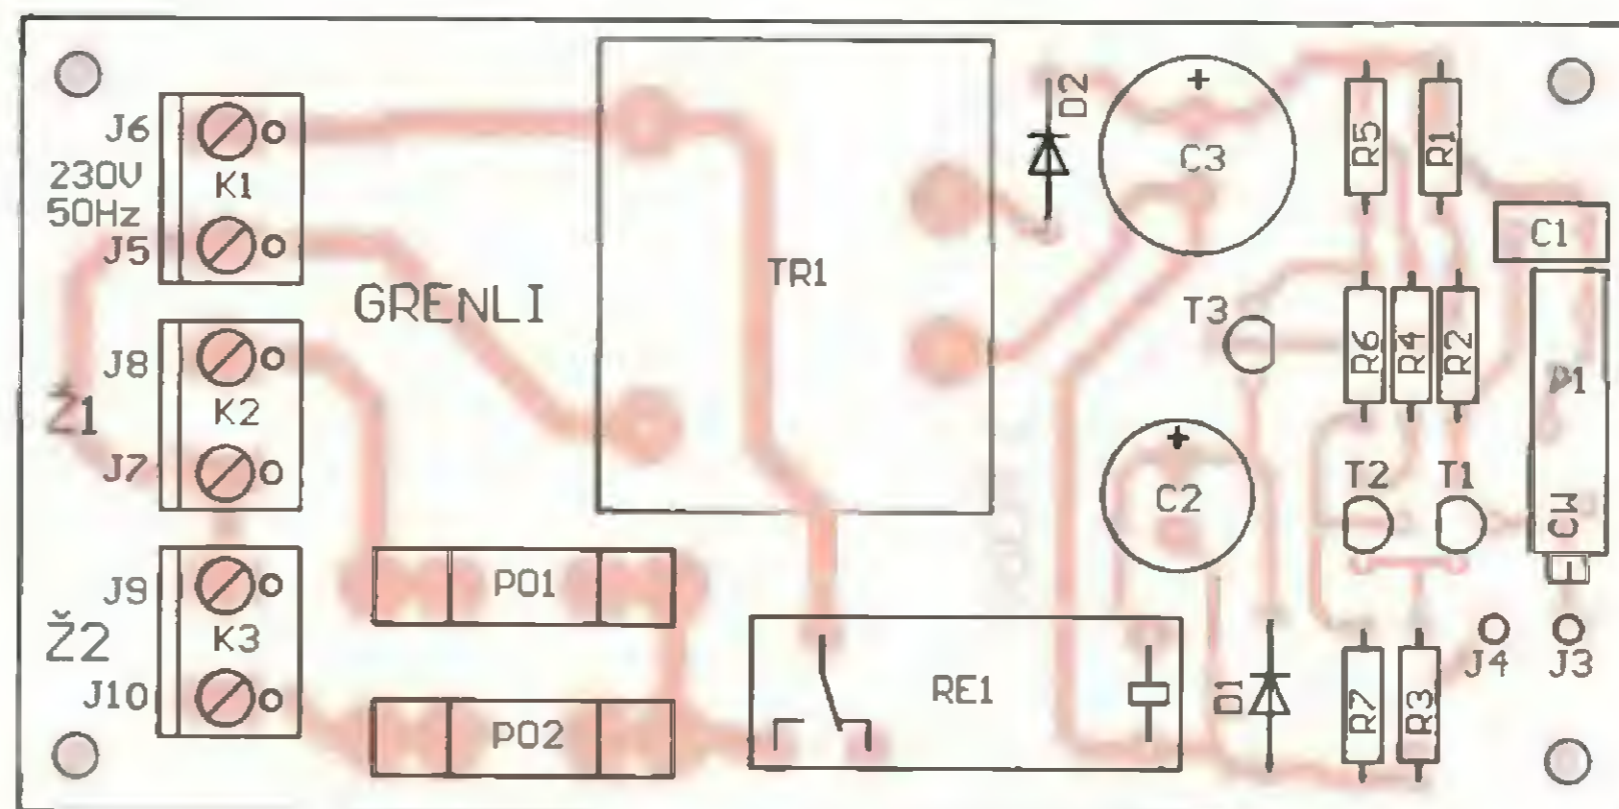 J6
230V
50Hz
J5
K1
J8
Ž1
J7
K2
J9
Ž2
J10
K3
GRENLI
TR1
PO1
PO2
RE1
D2
+
C3
T3
+
C2
D1
R5
R1
C1
R6
R4
R2
P1
T2
T1
CW
J4
J3
R7
R3